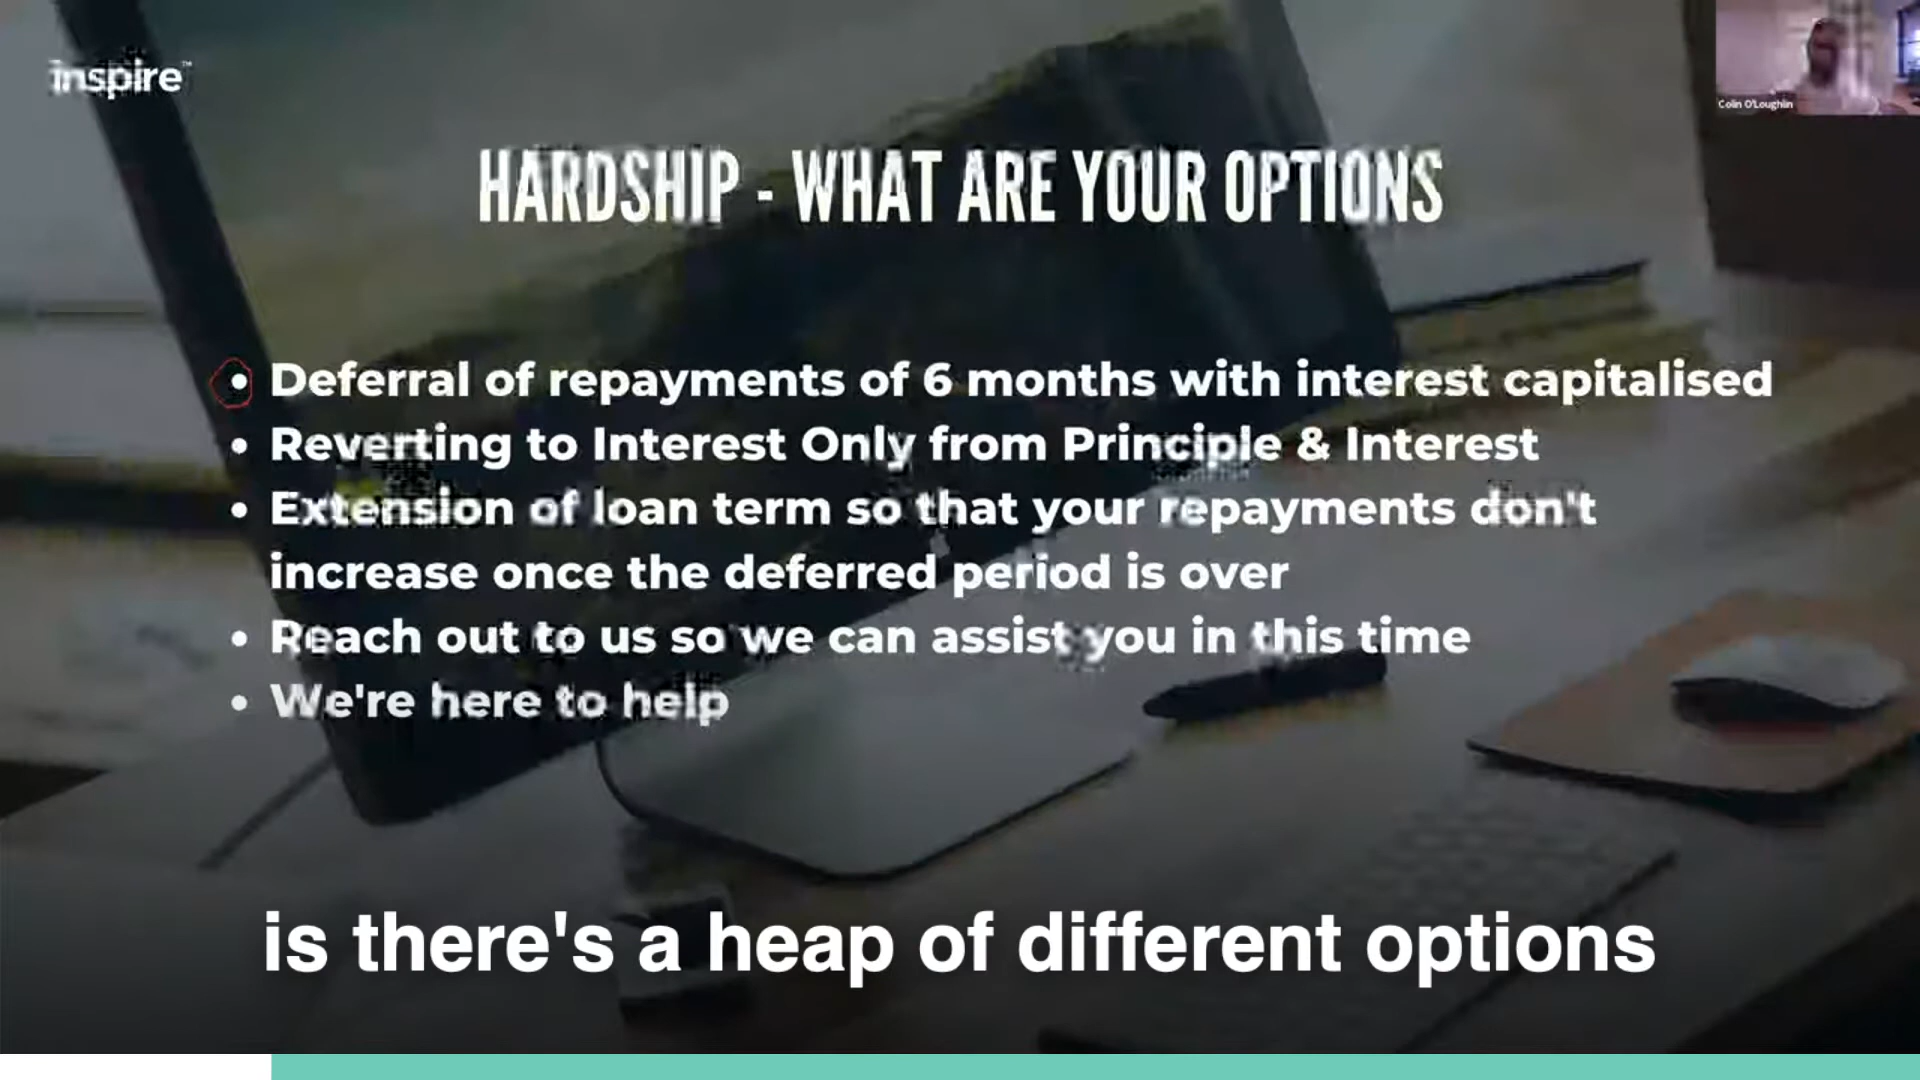 inspire™
Colin O'Loughlin
HARDSHIP - WHAT ARE YOUR OPTIONS
• Deferral of repayments of 6 months with interest capitalised
• Reverting to Interest Only from Principle & Interest
• Extension of loan term so that your repayments don't
increase once the deferred period is over
• Reach out to us so we can assist you in this time
• We're here to help
is there's a heap of different options